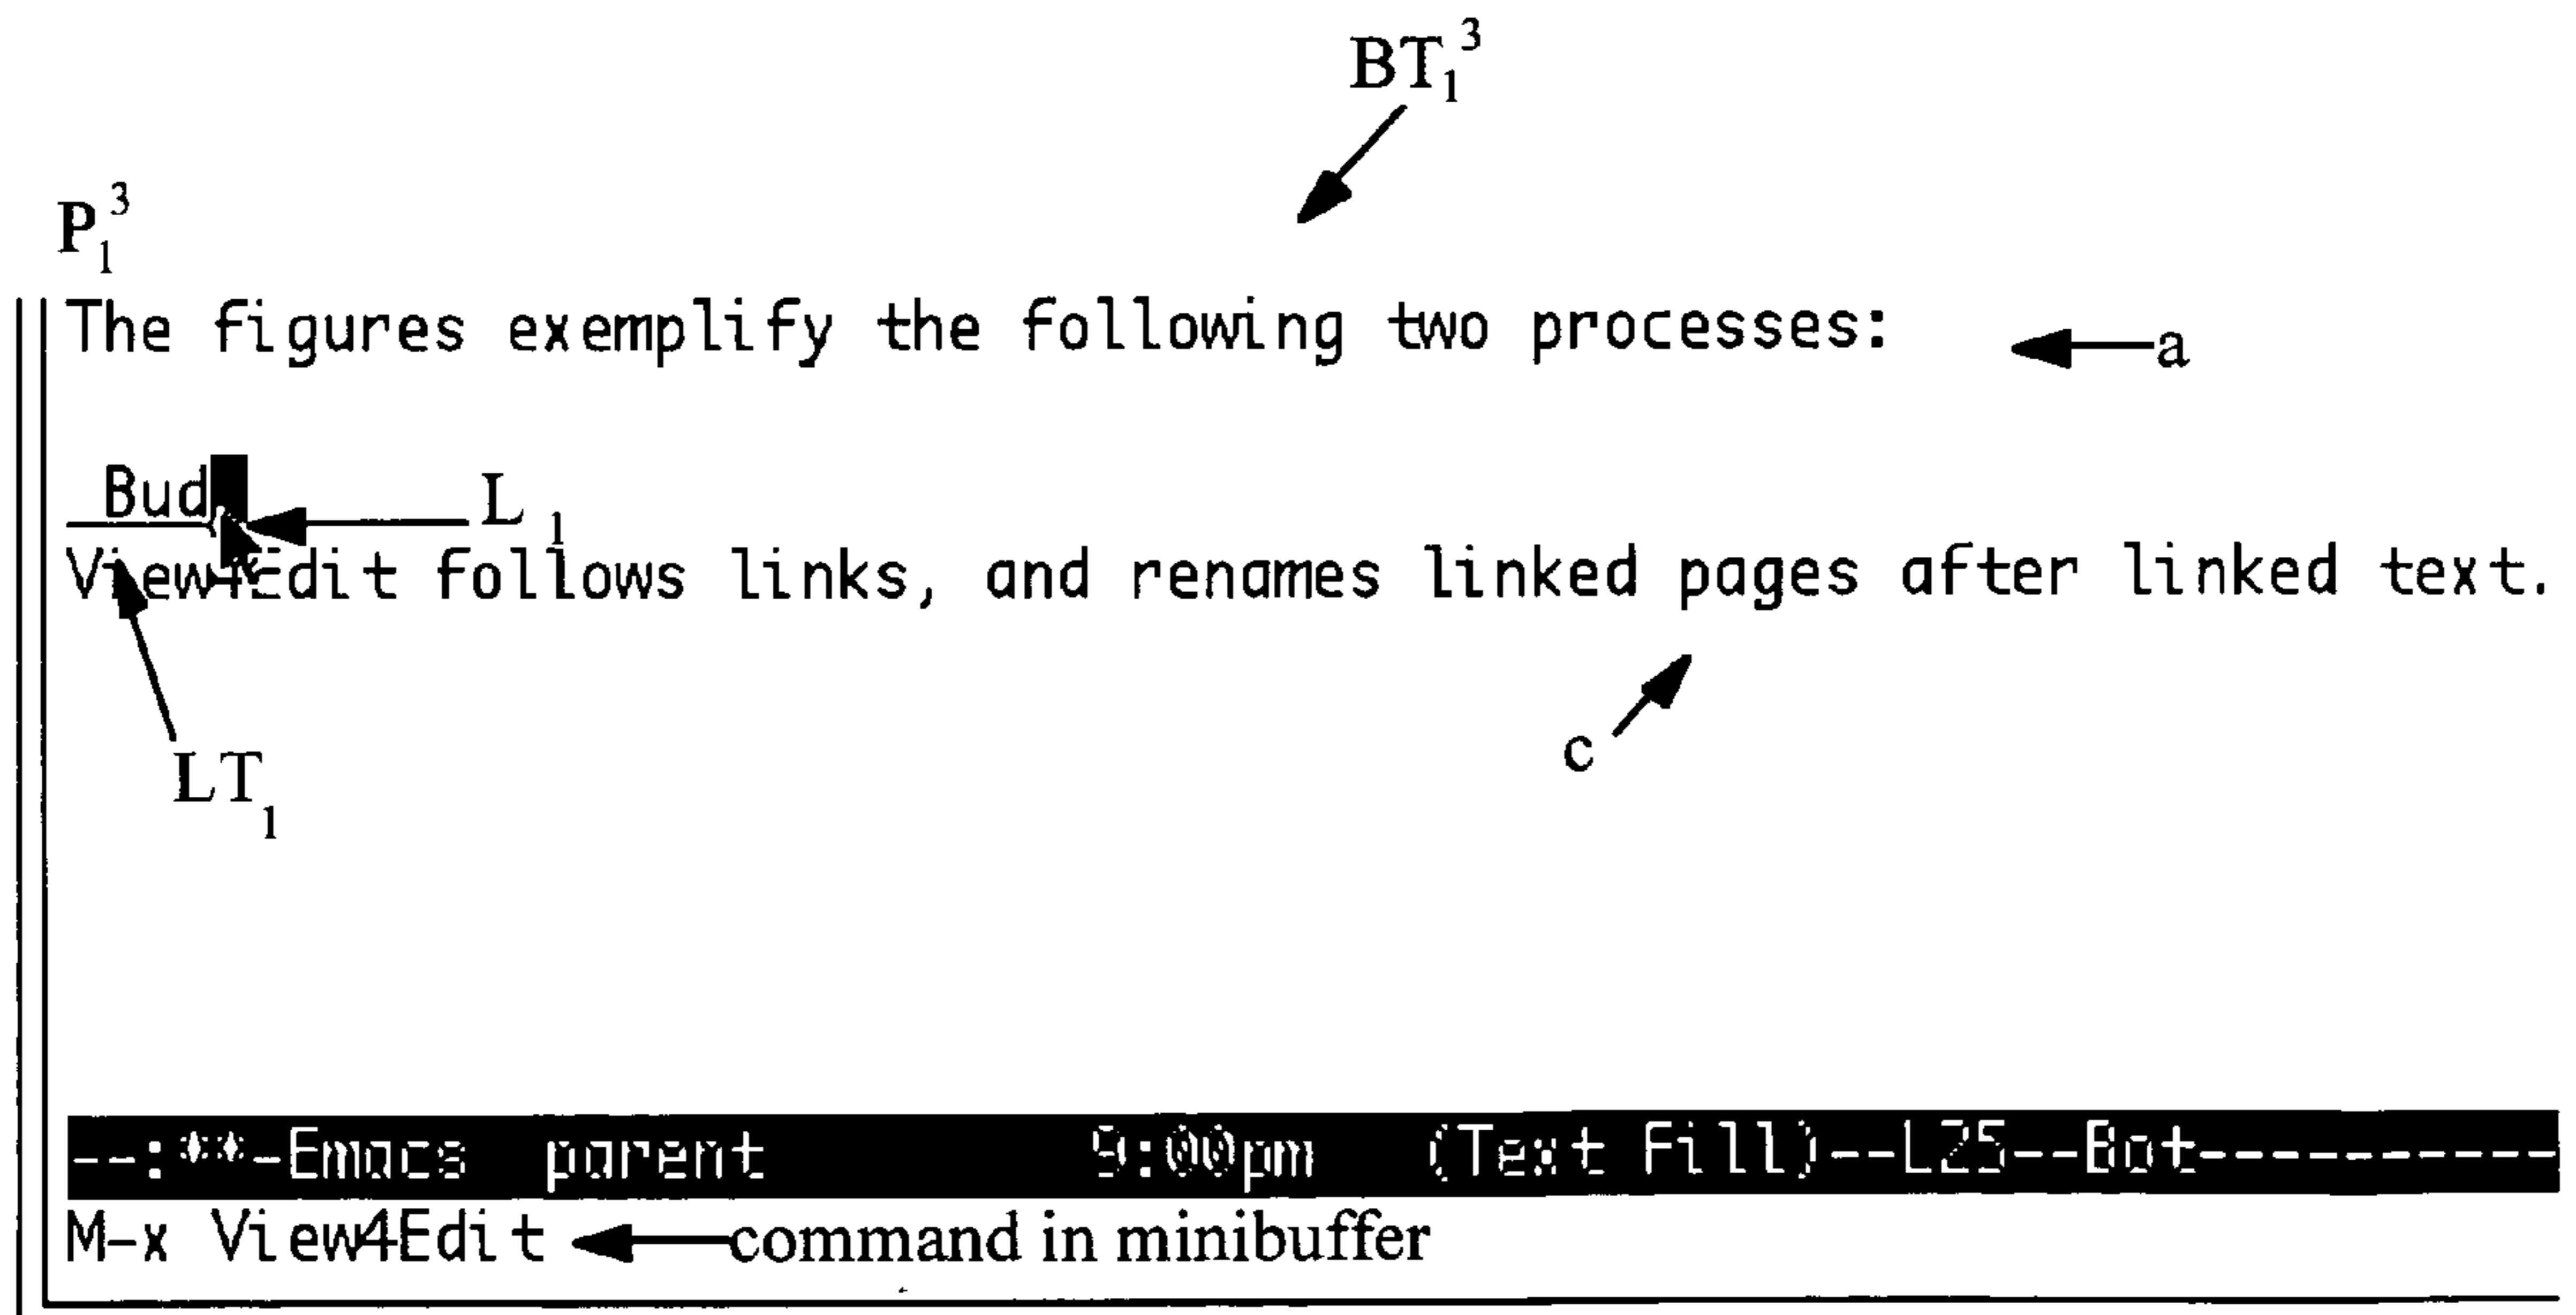 BT₁³
P₁³
The figures exemplify the following two processes:
a
Bud
L₁
View4Edit follows links, and renames linked pages after linked text.
c
LT₁
--:**-Emacs parent 9:00pm (Text Fill)--L25--Bot----------
M-x View4Edit
command in minibuffer